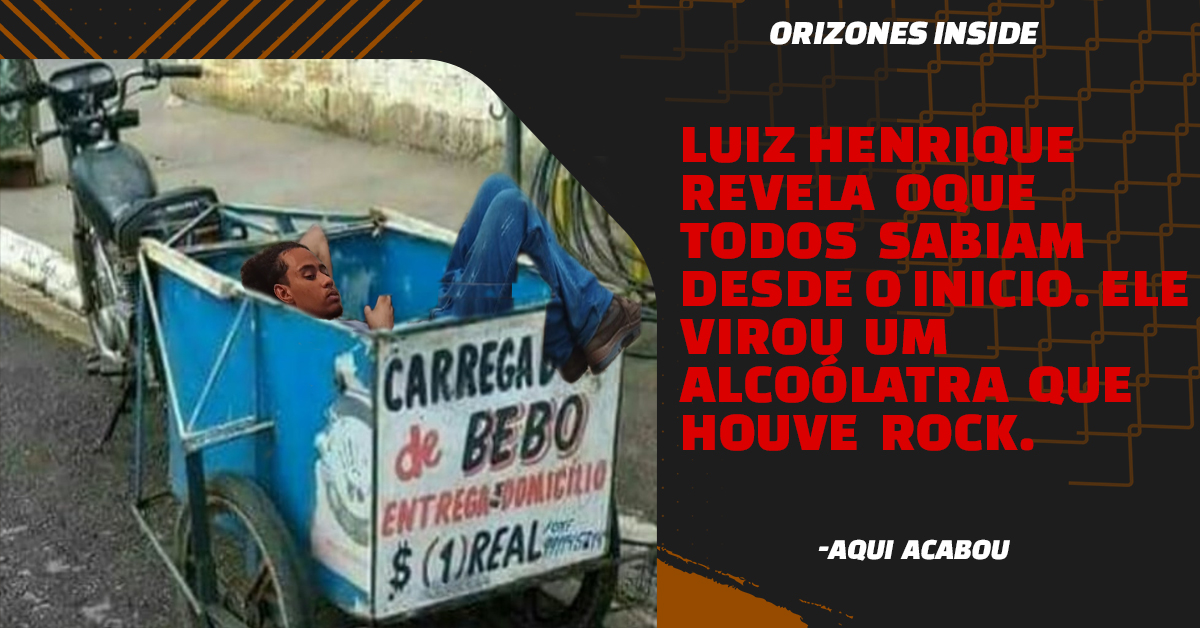 ORIZONES INSIDE
LUIZ HENRIQUE
REVELA OQUE
TODOS SABIAM
DESDE O INICIO. ELE
VIROU UM
ALCOÓLATRA QUE
HOUVE ROCK.
-AQUI ACABOU
CARREGA
de BEBO
ENTREGA-DOMICÍLIO
$ (1) REAL